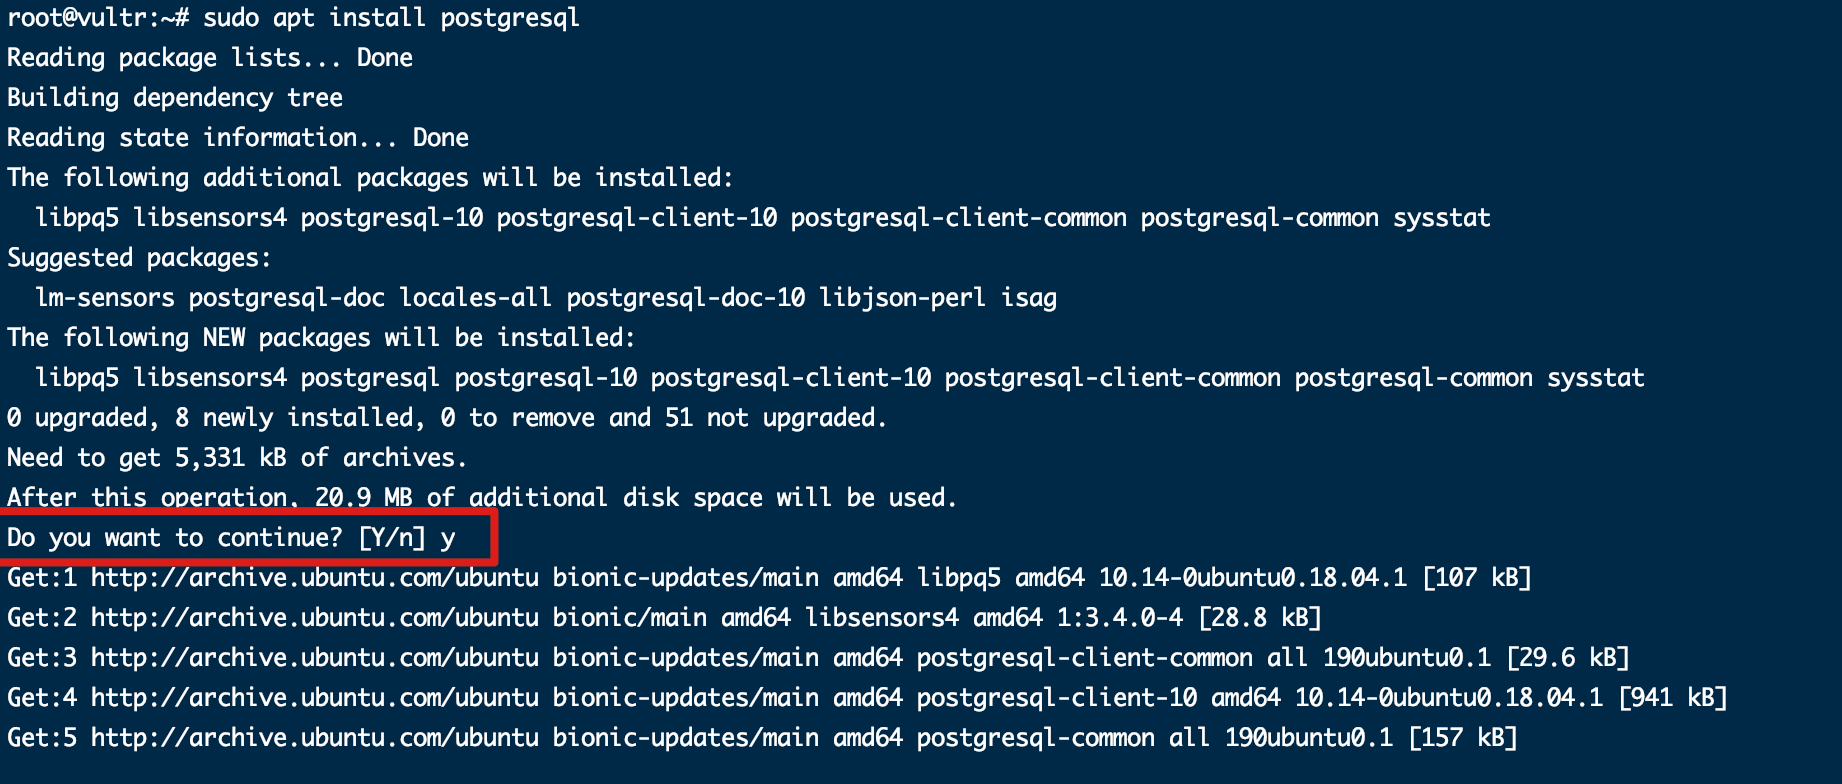 root@vultr:~# sudo apt install postgresql
Reading package lists... Done
Building dependency tree
Reading state information... Done
The following additional packages will be installed:
  libpq5 libsensors4 postgresql-10 postgresql-client-10 postgresql-client-common postgresql-common sysstat
Suggested packages:
  lm-sensors postgresql-doc locales-all postgresql-doc-10 libjson-perl isag
The following NEW packages will be installed:
  libpq5 libsensors4 postgresql postgresql-10 postgresql-client-10 postgresql-client-common postgresql-common sysstat
0 upgraded, 8 newly installed, 0 to remove and 51 not upgraded.
Need to get 5,331 kB of archives.
After this operation, 20.9 MB of additional disk space will be used.
Do you want to continue? [Y/n] y
Get:1 http://archive.ubuntu.com/ubuntu bionic-updates/main amd64 libpq5 amd64 10.14-0ubuntu0.18.04.1 [107 kB]
Get:2 http://archive.ubuntu.com/ubuntu bionic/main amd64 libsensors4 amd64 1:3.4.0-4 [28.8 kB]
Get:3 http://archive.ubuntu.com/ubuntu bionic-updates/main amd64 postgresql-client-common all 190ubuntu0.1 [29.6 kB]
Get:4 http://archive.ubuntu.com/ubuntu bionic-updates/main amd64 postgresql-client-10 amd64 10.14-0ubuntu0.18.04.1 [941 kB]
Get:5 http://archive.ubuntu.com/ubuntu bionic-updates/main amd64 postgresql-common all 190ubuntu0.1 [157 kB]